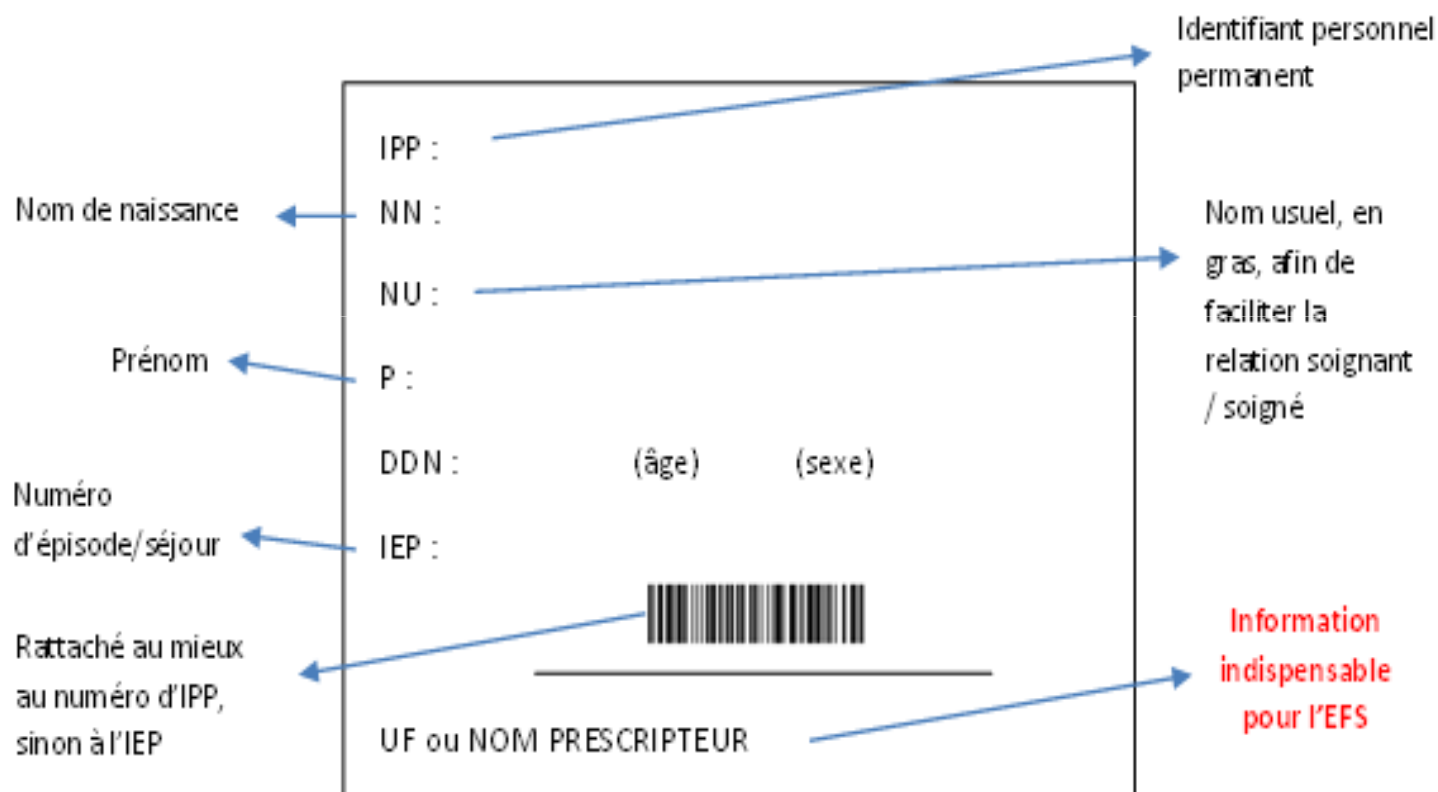 Identifiant personnel
permanent
IPP :
Nom de naissance
NN :
Nom usuel, en
gras, afin de
faciliter la
relation soignant
/ soigné
NU :
Prénom
P :
DDN : (âge) (sexe)
Numéro
d'épisode/séjour
IEP :
Rattaché au mieux
au numéro d'IPP,
sinon à l'IEP
Information
indispensable
pour l'EFS
UF ou NOM PRESCRIPTEUR